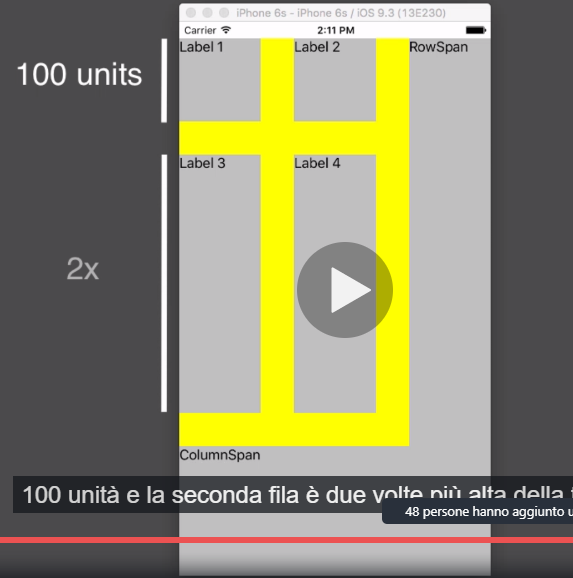 iPhone 6s - iPhone 6s / iOS 9.3 (13E230)
Carrier 2:11 PM
Label 1 Label 2 RowSpan
100 units
Label 3 Label 4
2x
ColumnSpan
100 unità e la seconda fila è due volte più alta della
48 persone hanno aggiunto